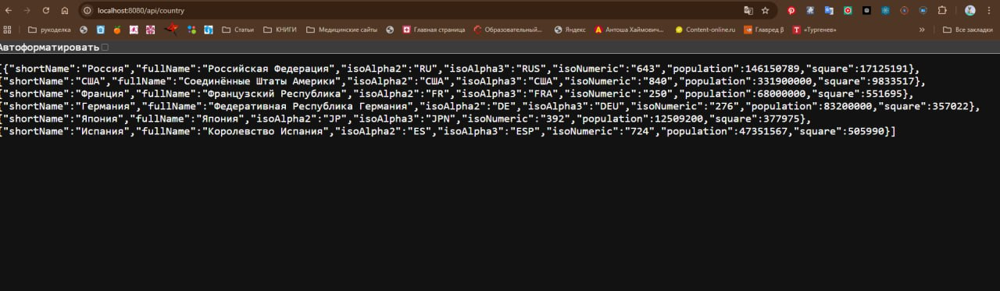 localhost:8080/api/country
рукоделка
Статьи
КНИГИ
Медицинские сайты
Главная страница
Образовательный...
Яндекс
Антоша Хаймович...
Content-online.ru
Главред β
«Тургенев»
Все закладки
Автоформатировать
[{"shortName":"Россия","fullName":"Российская Федерация","isoAlpha2":"RU","isoAlpha3":"RUS","isoNumeric":"643","population":146150789,"square":17125191},
{"shortName":"США","fullName":"Соединённые Штаты Америки","isoAlpha2":"США","isoAlpha3":"США","isoNumeric":"840","population":331900000,"square":9833517},
{"shortName":"Франция","fullName":"Французский Республика","isoAlpha2":"FR","isoAlpha3":"FRA","isoNumeric":"250","population":68000000,"square":551695},
{"shortName":"Германия","fullName":"Федеративная Республика Германия","isoAlpha2":"DE","isoAlpha3":"DEU","isoNumeric":"276","population":83200000,"square":357022},
{"shortName":"Япония","fullName":"Япония","isoAlpha2":"JP","isoAlpha3":"JPN","isoNumeric":"392","population":12509200,"square":377975},
{"shortName":"Испания","fullName":"Королевство Испания","isoAlpha2":"ES","isoAlpha3":"ESP","isoNumeric":"724","population":47351567,"square":505990}]